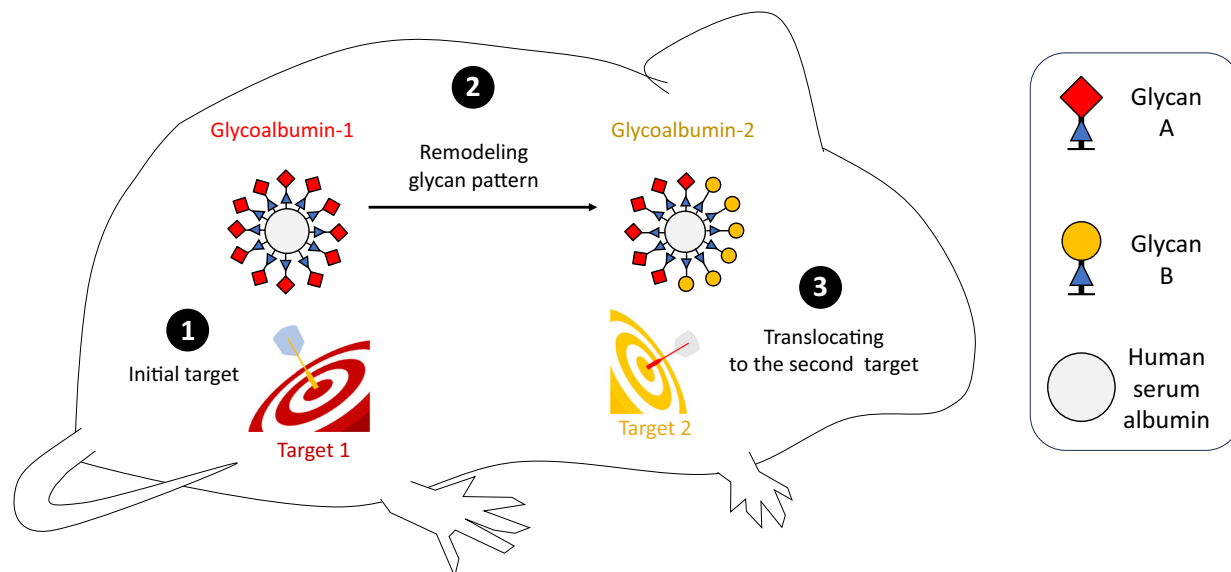 2
Glycoalbumin-1
Glycoalbumin-2
Remodeling
glycan pattern
1
Initial target
Target 1
3
Translocating
to the second target
Target 2
Glycan
A
Glycan
B
Human
serum
albumin